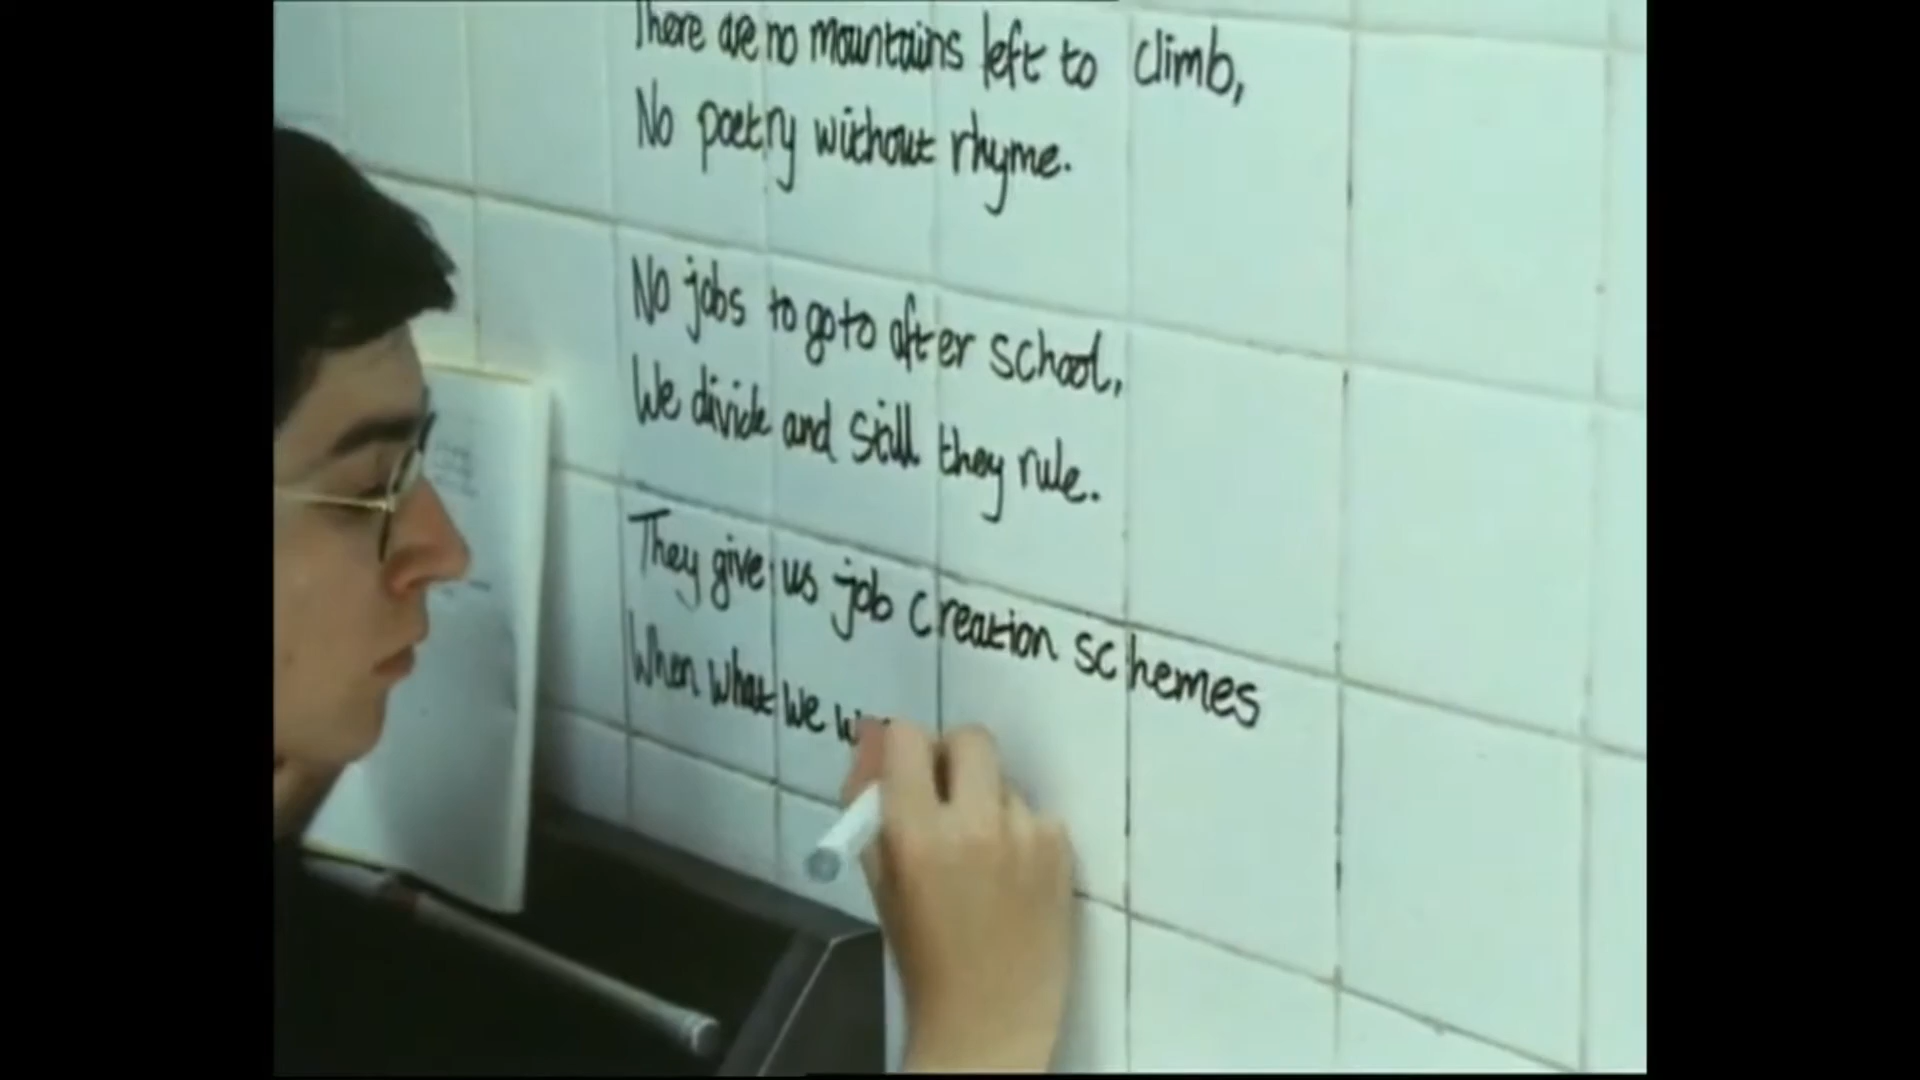 There are no mountains left to climb,
No poetry without rhyme.
No jobs to go to after school,
We divide and still they rule.
They give us job creation schemes
When what we